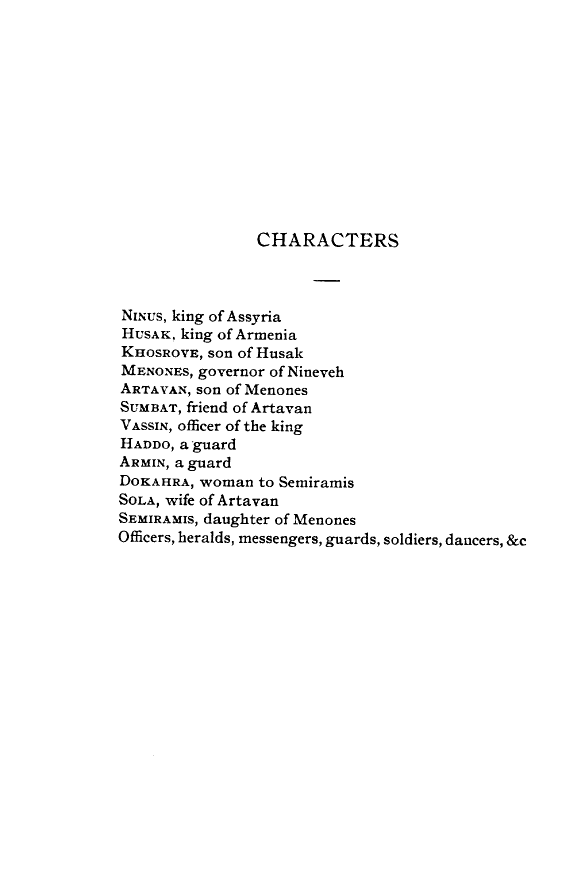 CHARACTERS
NINUS, king of Assyria
HUSAK, king of Armenia
KHOSROVE, son of Husak
MENONES, governor of Nineveh
ARTAVAN, son of Menones
SUMBAT, friend of Artavan
VASSIN, officer of the king
HADDO, a guard
ARMIN, a guard
DOKAHRA, woman to Semiramis
SOLA, wife of Artavan
SEMIRAMIS, daughter of Menones
Officers, heralds, messengers, guards, soldiers, dancers, &c